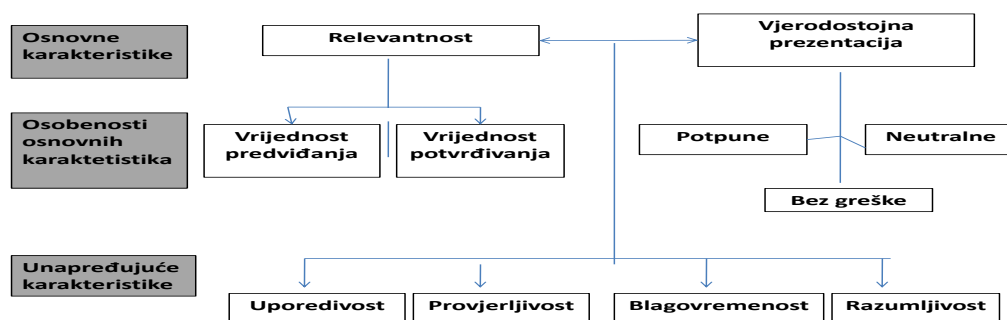 Osnovne
karakteristike
Relevantnost
Vjerodostojna
prezentacija
Osobenosti
osnovnih
karaktetistika
Vrijednost
predviđanja
Vrijednost
potvrđivanja
Potpune
Neutralne
Bez greške
Unapređujuće
karakteristike
Uporedivost
Provjerljivost
Blagovremenost
Razumljivost